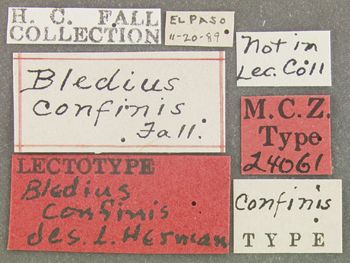 H. C. FALL
COLLECTION
EL PASO
11-20-89
Not in
Lec. Coll
Bledius
confinis
Fall.
M.C.Z.
Type
24061
LECTOTYPE
Bledius
confinis
des. L. Herman
Confinis
TYPE